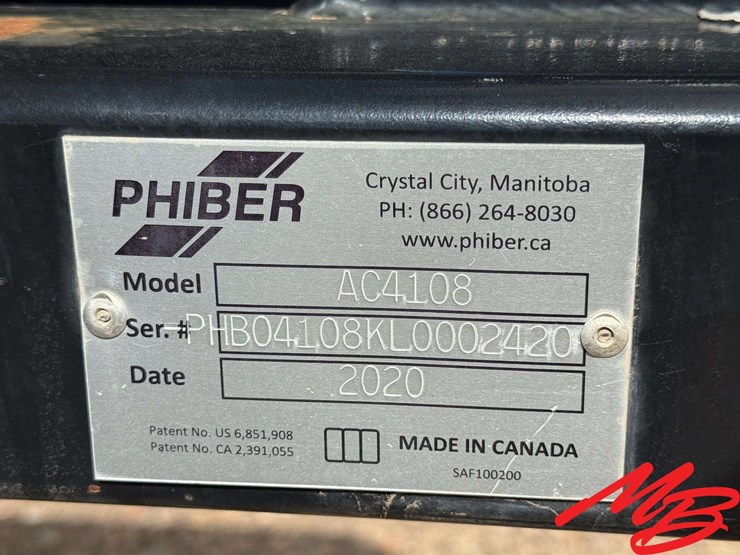 PHIBER
Crystal City, Manitoba
PH: (866) 264-8030
www.phiber.ca
Model AC4108
Ser. # PHB04108KL0002420
Date 2020
Patent No. US 6,851,908
Patent No. CA 2,391,055
MADE IN CANADA
SAF100200
MB